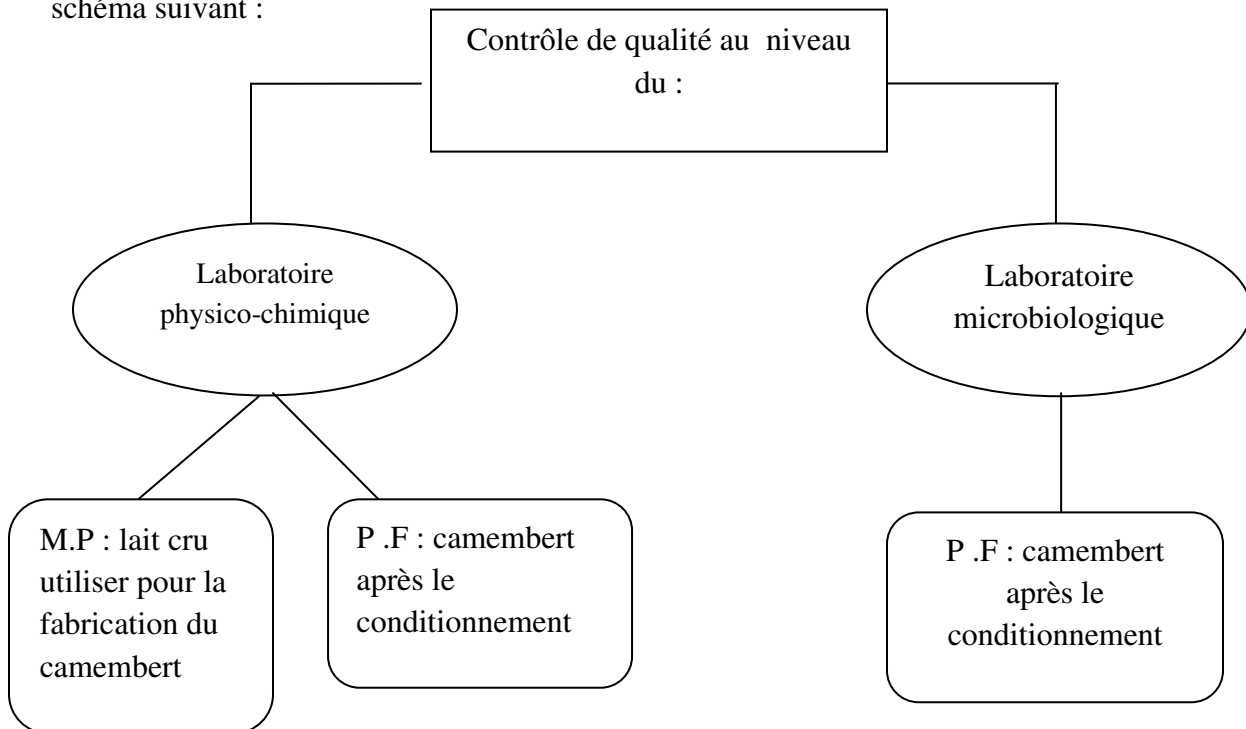 schéma suivant :
Contrôle de qualité au niveau
du :
Laboratoire
physico-chimique
Laboratoire
microbiologique
M.P : lait cru
utiliser pour la
fabrication du
camembert
P .F : camembert
après le
conditionnement
P .F : camembert
après le
conditionnement